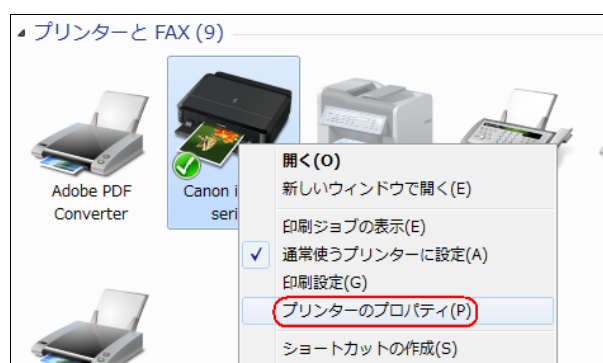 プリンターと FAX (9)
Adobe PDF
Converter
Canon i
seri
開く(O)
新しいウィンドウで開く(E)
印刷ジョブの表示(E)
通常使うプリンターに設定(A)
印刷設定(G)
プリンターのプロパティ(P)
ショートカットの作成(S)